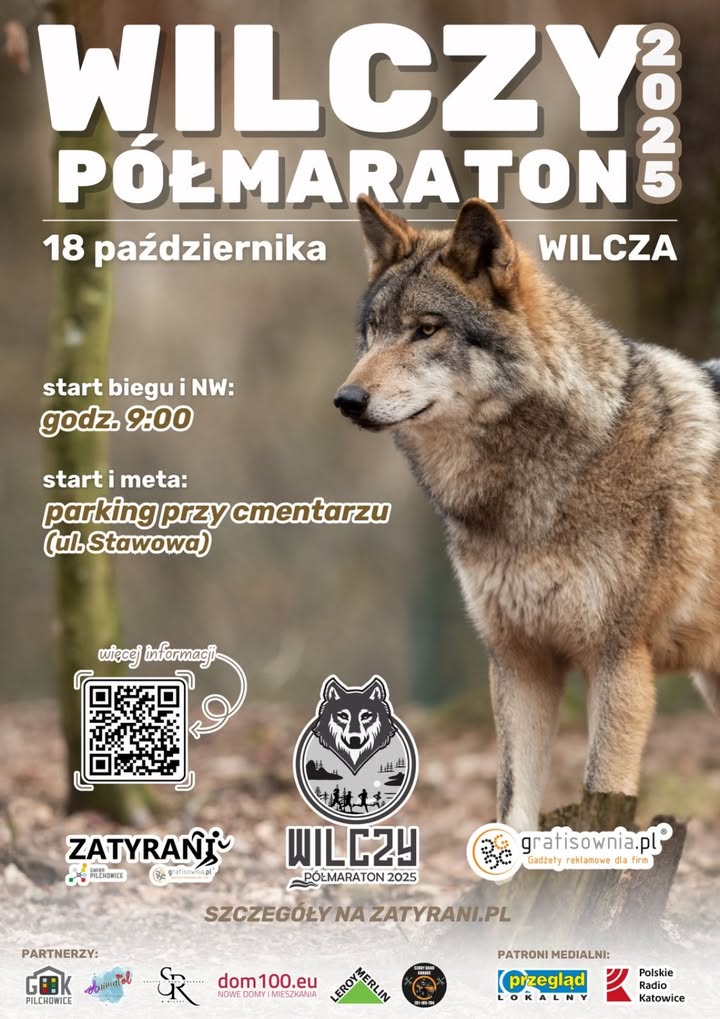 WILCZY
2025
PÓŁMARATON
18 października
WILCZA
start biegu i NW:
godz. 9:00
start i meta:
parking przy cmentarzu
(ul. Stawowa)
więcej informacji
ZATYRANI
GMINA
PILCHOWICE
gratisownia.pl
WILCZY
PÓŁMARATON 2025
gratisownia.pl®
Gadżety reklamowe dla firm
SZCZEGÓŁY NA ZATYRANI.PL
PARTNERZY:
GOK
PILCHOWICE
SR
dom100.eu
NOWE DOMY I MIESZKANIA
LEROY MERLIN
PATRONI MEDIALNI:
przegląd
LOKALNY
Polskie
Radio
Katowice